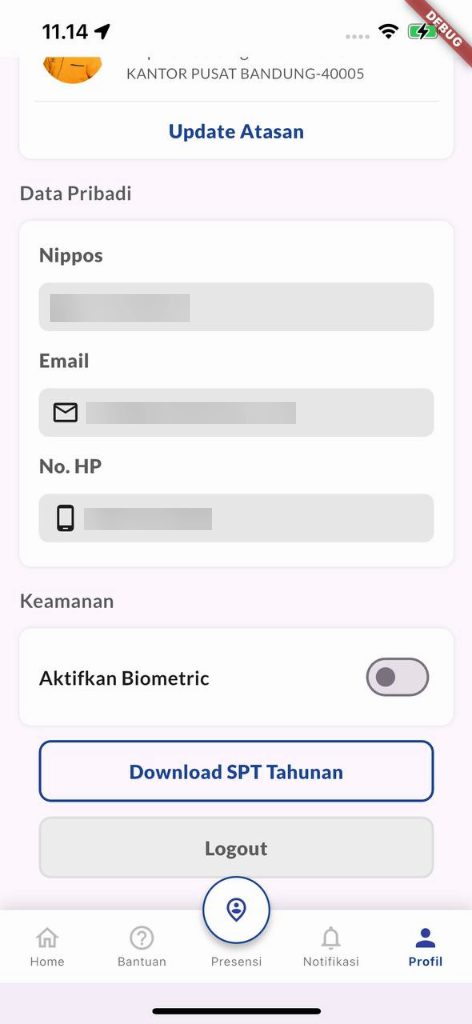 11.14
DEBUG
KANTOR PUSAT BANDUNG-40005
Update Atasan
Data Pribadi
Nippos
Email
No. HP
Keamanan
Aktifkan Biometric
Download SPT Tahunan
Logout
Home
Bantuan
Presensi
Notifikasi
Profil